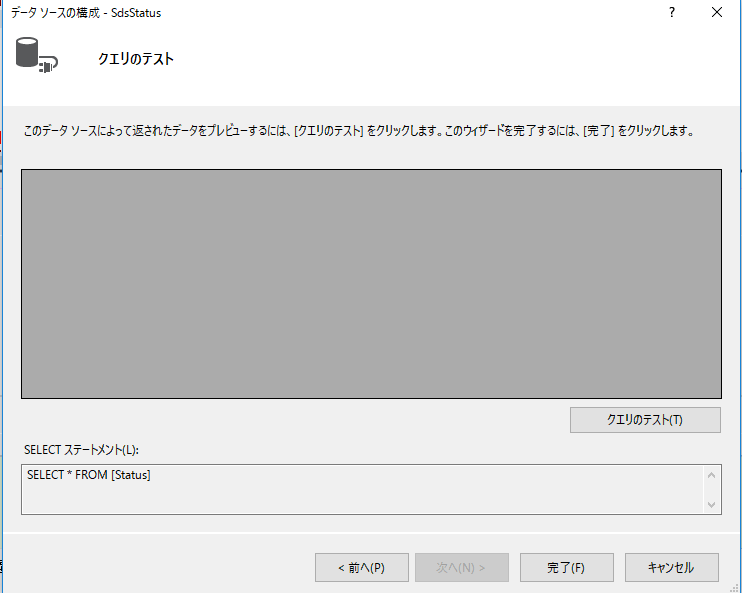 データ ソースの構成 - SdsStatus
?
クエリのテスト
このデータ ソースによって返されたデータをプレビューするには、[クエリのテスト] をクリックします。このウィザードを完了するには、[完了] をクリックします。
クエリのテスト(T)
SELECT ステートメント(L):
SELECT * FROM [Status]
< 前へ(P)
次へ(N) >
完了(F)
キャンセル